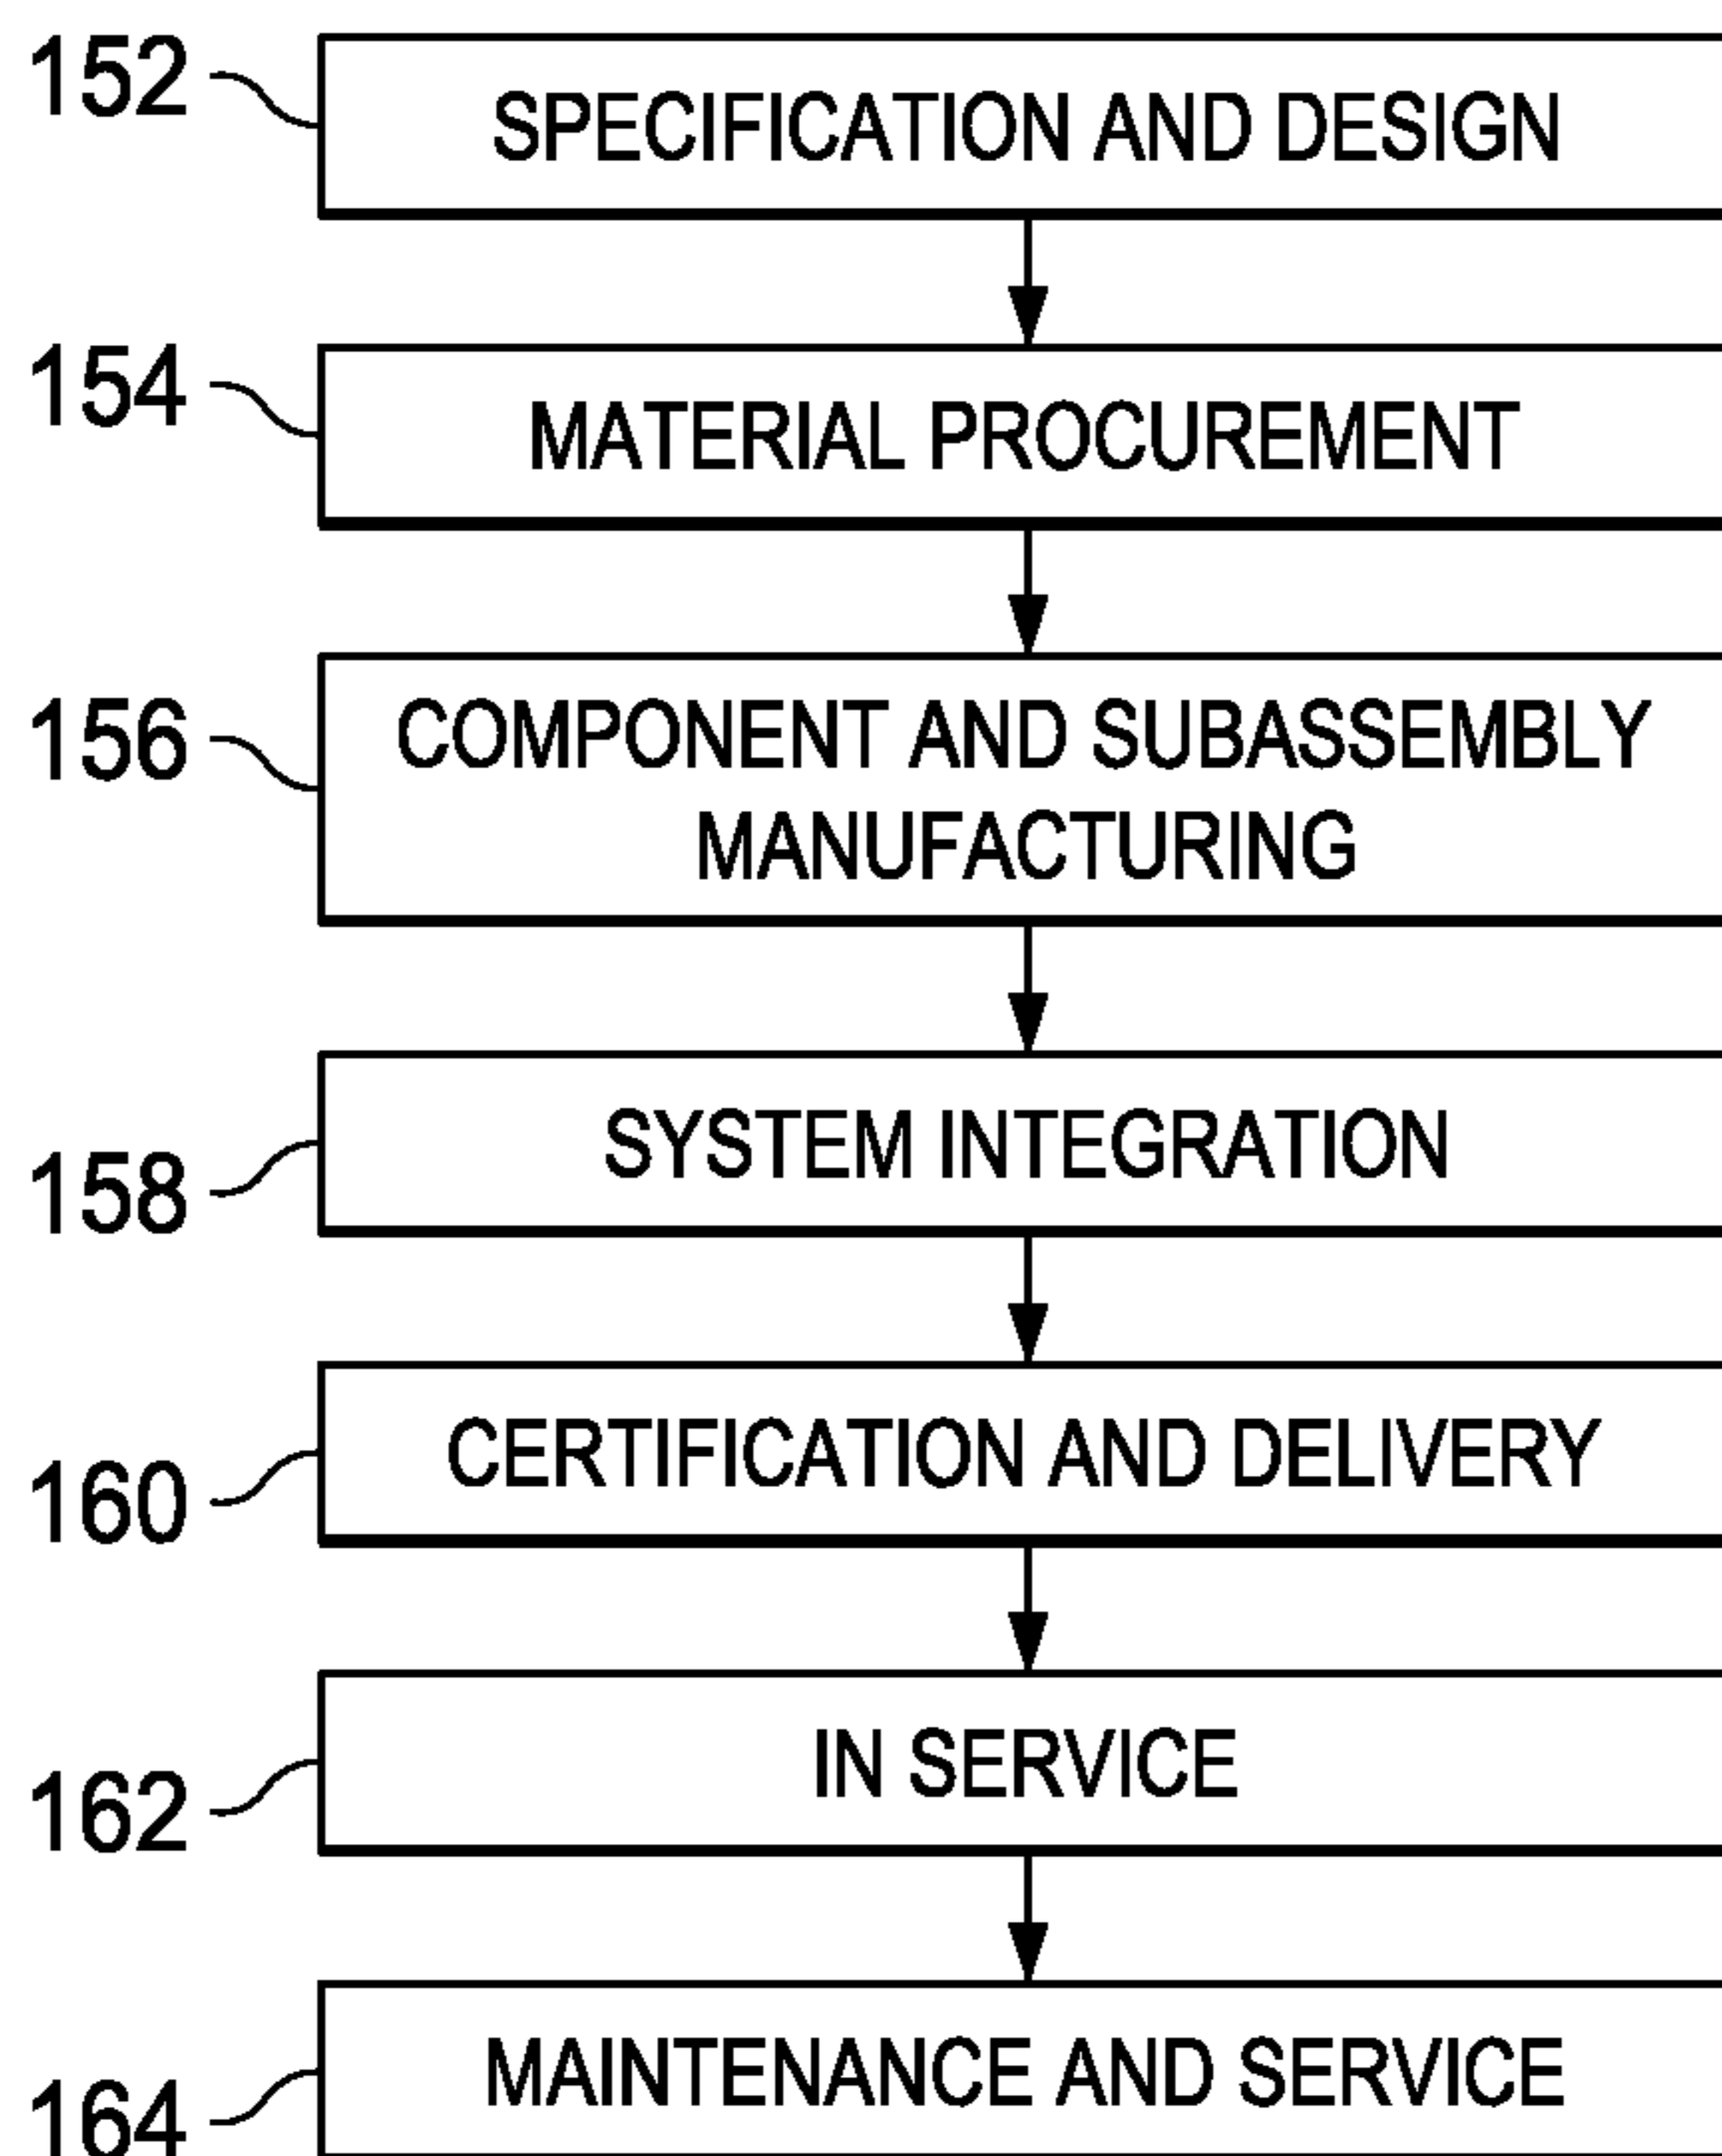 152
SPECIFICATION AND DESIGN
154
MATERIAL PROCUREMENT
156
COMPONENT AND SUBASSEMBLY
MANUFACTURING
158
SYSTEM INTEGRATION
160
CERTIFICATION AND DELIVERY
162
IN SERVICE
164
MAINTENANCE AND SERVICE